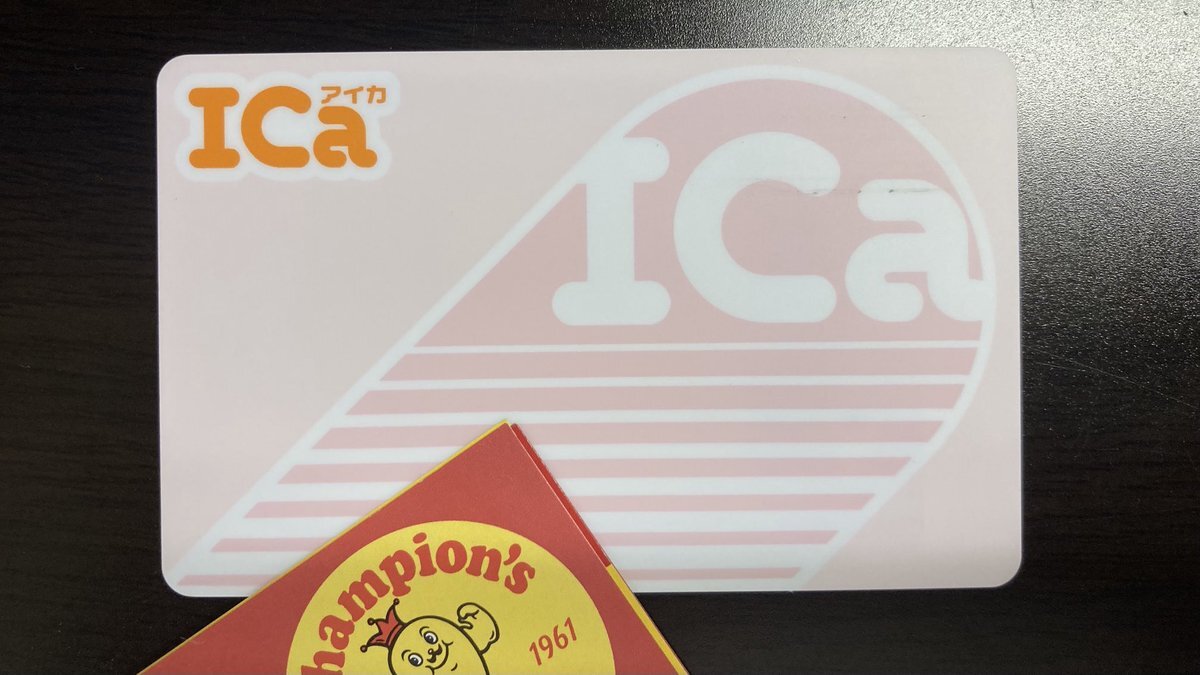 アイカ
ICa
ICa
hampion's
1961